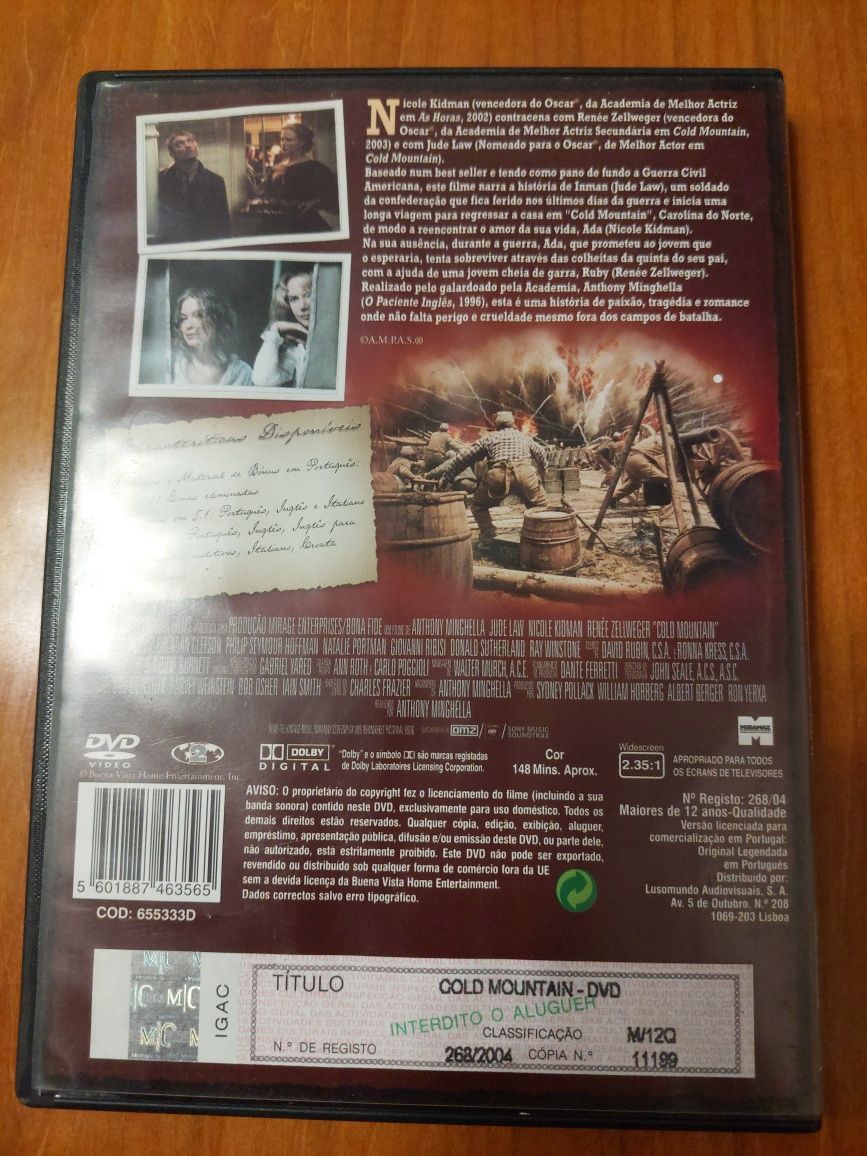 Nicole Kidman (vencedora do Oscar®, da Academia de Melhor Actriz
em As Horas, 2002) contracena com Renée Zellweger (vencedora do
Oscar®, da Academia de Melhor Actriz Secundária em Cold Mountain,
2003) e com Jude Law (Nomeado para o Oscar®, de Melhor Actor em
Cold Mountain).
Baseado num best seller e tendo como pano de fundo a Guerra Civil
Americana, este filme narra a história de Inman (Jude Law), um soldado
da confederação que fica ferido nos últimos dias da guerra e inicia uma
longa viagem para regressar a casa em "Cold Mountain", Carolina do Norte,
de modo a reencontrar o amor da sua vida, Ada (Nicole Kidman).
Na sua ausência, durante a guerra, Ada, que prometeu ao jovem que
o esperaria, tenta sobreviver através das colheitas da quinta do seu pai,
com a ajuda de uma jovem cheia de garra, Ruby (Renée Zellweger).
Realizado pelo galardoado pela Academia, Anthony Minghella
(O Paciente Inglês, 1996), esta é uma história de paixão, tragédia e romance
onde não falta perigo e crueldade mesmo fora dos campos de batalha.
©A.M.P.A.S.®
Características Disponíveis
e Material de Bónus em Português:
Cenas eliminadas
em 5.1: Português, Inglês e Italiano
Português, Inglês, Inglês para
auditivos, Italiano, Croata
PRODUÇÃO MIRAGE ENTERPRISES/BONA FIDE UM FILME DE ANTHONY MINGHELLA JUDE LAW NICOLE KIDMAN RENÉE ZELLWEGER "COLD MOUNTAIN"
BRENDAN GLEESON PHILIP SEYMOUR HOFFMAN NATALIE PORTMAN GIOVANNI RIBISI DONALD SUTHERLAND RAY WINSTONE DAVID RUBIN, C.S.A. RONNA KRESS, C.S.A.
BURNETT GABRIEL YARED ANN ROTH CARLO POGGIOLI WALTER MURCH, A.C.E. DANTE FERRETTI JOHN SEALE, A.C.S., A.S.C.
BOB WEINSTEIN HARVEY WEINSTEIN BOB OSHER IAIN SMITH CHARLES FRAZIER ANTHONY MINGHELLA SYDNEY POLLACK WILLIAM HORBERG ALBERT BERGER RON YERXA
REALIZADO POR ANTHONY MINGHELLA
DMZ SONY MUSIC SOUNDTRAX
MIRAMAX
DVD VIDEO
2
© Buena Vista Home Entertainment, Inc.
DOLBY DIGITAL
"Dolby" e o símbolo são marcas registadas
de Dolby Laboratoires Licensing Corporation.
Cor
148 Mins. Aprox.
Widescreen
2.35:1
APROPRIADO PARA TODOS
OS ÉCRANS DE TELEVISORES
AVISO: O proprietário do copyright fez o licenciamento do filme (incluindo a sua
banda sonora) contido neste DVD, exclusivamente para uso doméstico. Todos os
demais direitos estão reservados. Qualquer cópia, edição, exibição, aluguer,
empréstimo, apresentação pública, difusão e/ou emissão deste DVD, ou parte dele,
não autorizado, está estritamente proibido. Este DVD não pode ser exportado,
revendido ou distribuído sob qualquer forma de comércio fora da UE
sem a devida licença da Buena Vista Home Entertainment.
Dados correctos salvo erro tipográfico.
Nº Registo: 268/04
Maiores de 12 anos-Qualidade
Versão licenciada para
comercialização em Portugal:
Original Legendada
em Português
Distribuído por:
Lusomundo Audiovisuais, S. A.
Av. 5 de Outubro, N.º 208
1069-203 Lisboa
5 601887 463565
COD: 655333D
IGAC
TÍTULO COLD MOUNTAIN - DVD
INTERDITO O ALUGUER
CLASSIFICAÇÃO M/12Q
N.º DE REGISTO 268/2004 CÓPIA N.º 11199